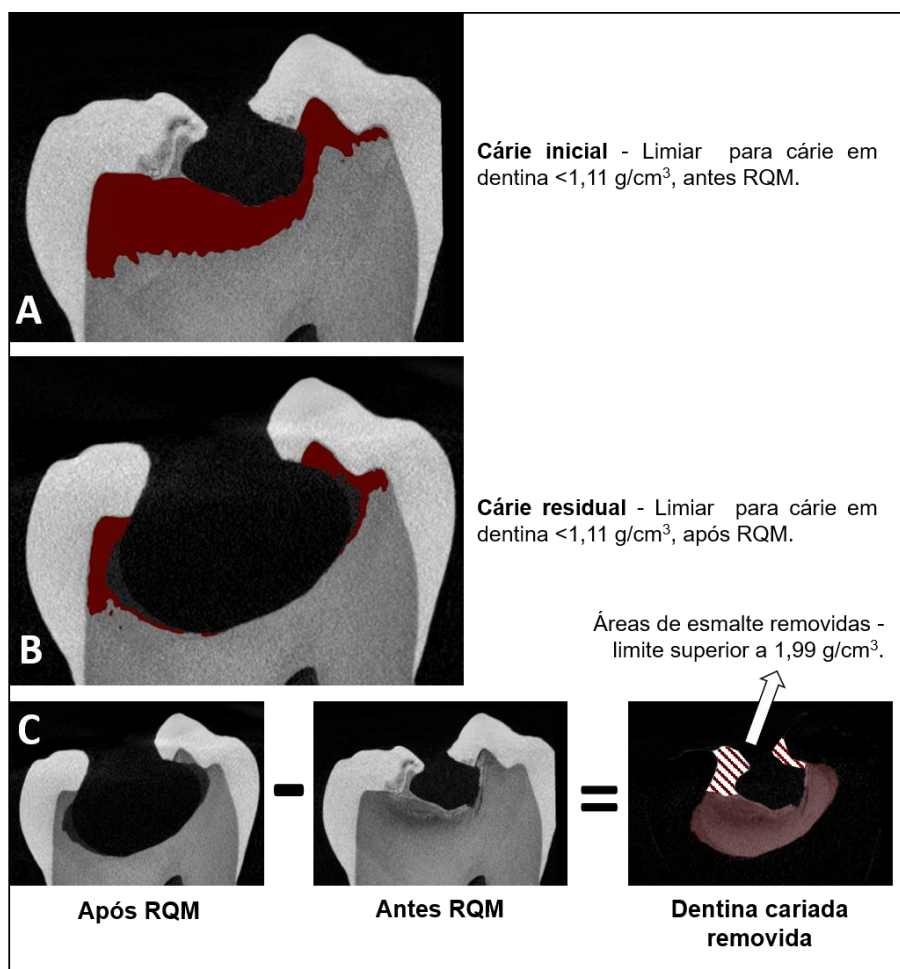 A
Cárie inicial - Limiar para cárie em
dentina <1,11 g/cm³, antes RQM.
B
Cárie residual - Limiar para cárie em
dentina <1,11 g/cm³, após RQM.
Áreas de esmalte removidas -
limite superior a 1,99 g/cm³.
C
Após RQM
Antes RQM
Dentina cariada
removida